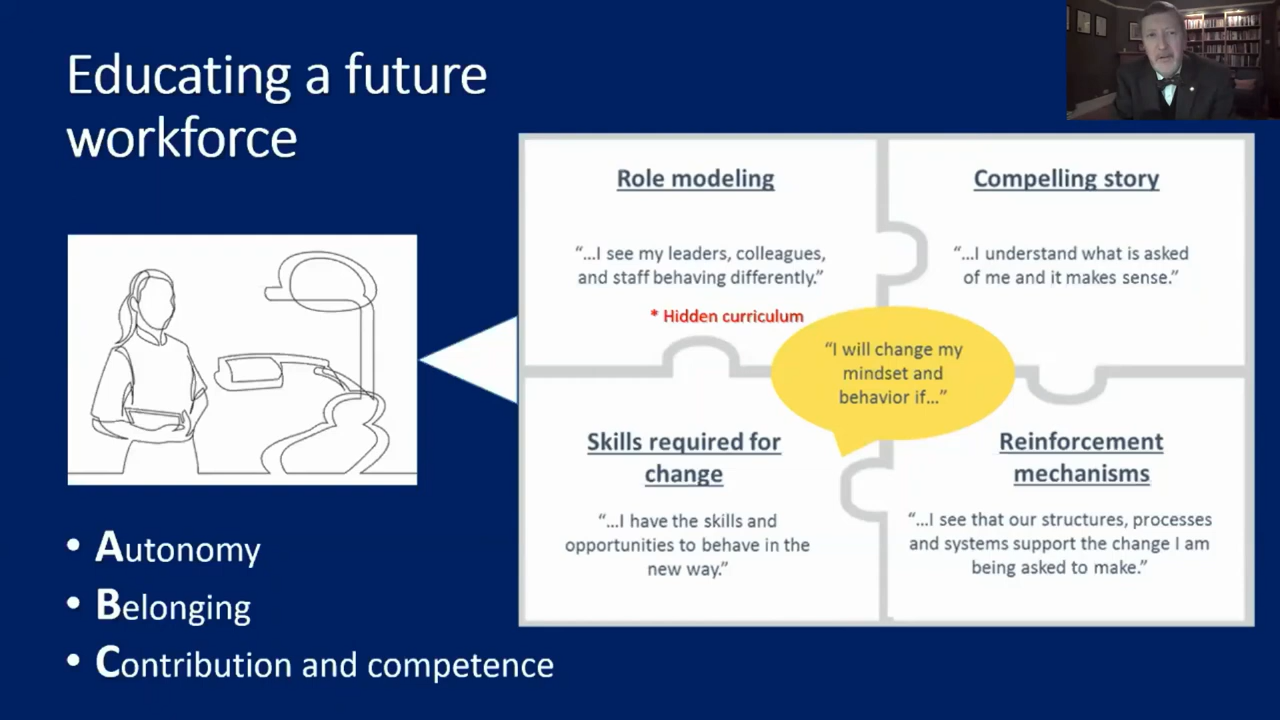 Educating a future
workforce
Role modeling
"...I see my leaders, colleagues,
and staff behaving differently."
* Hidden curriculum
Compelling story
"...I understand what is asked
of me and it makes sense."
"I will change my
mindset and
behavior if..."
Skills required for
change
"...I have the skills and
opportunities to behave in the
new way."
Reinforcement
mechanisms
"...I see that our structures, processes
and systems support the change I am
being asked to make."
• Autonomy
• Belonging
• Contribution and competence